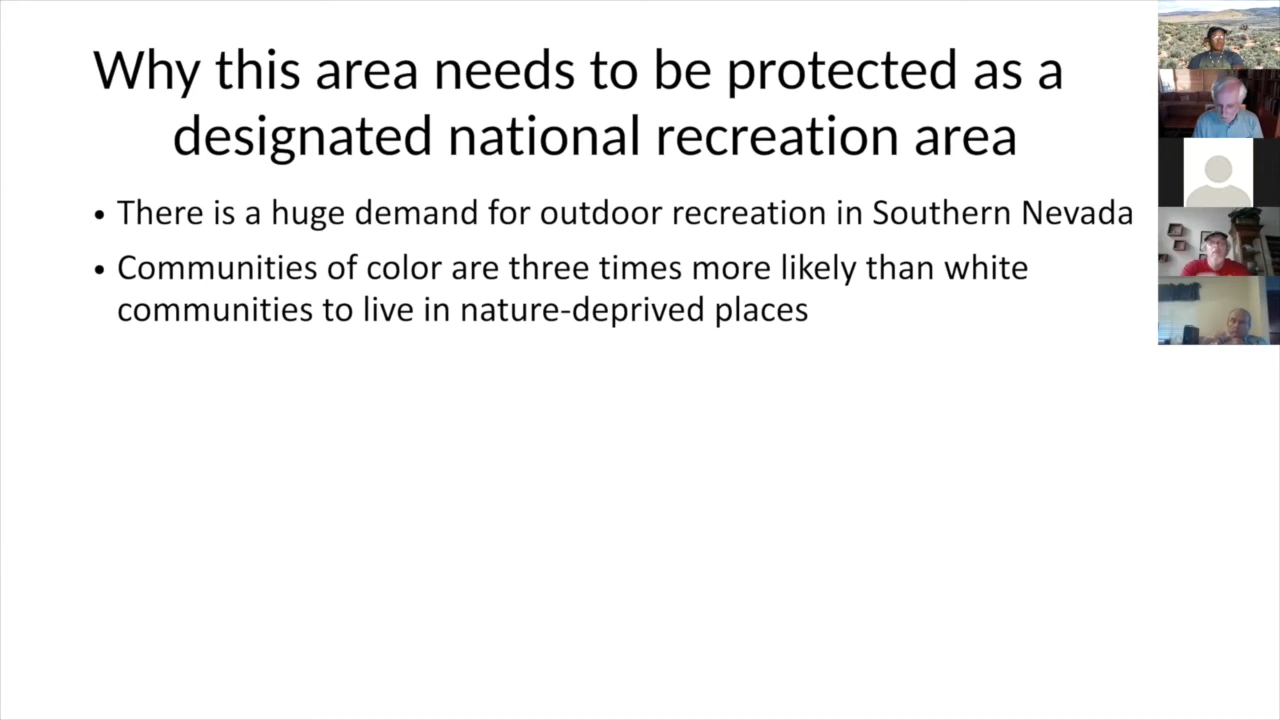 Why this area needs to be protected as a
designated national recreation area
• There is a huge demand for outdoor recreation in Southern Nevada
• Communities of color are three times more likely than white
communities to live in nature-deprived places